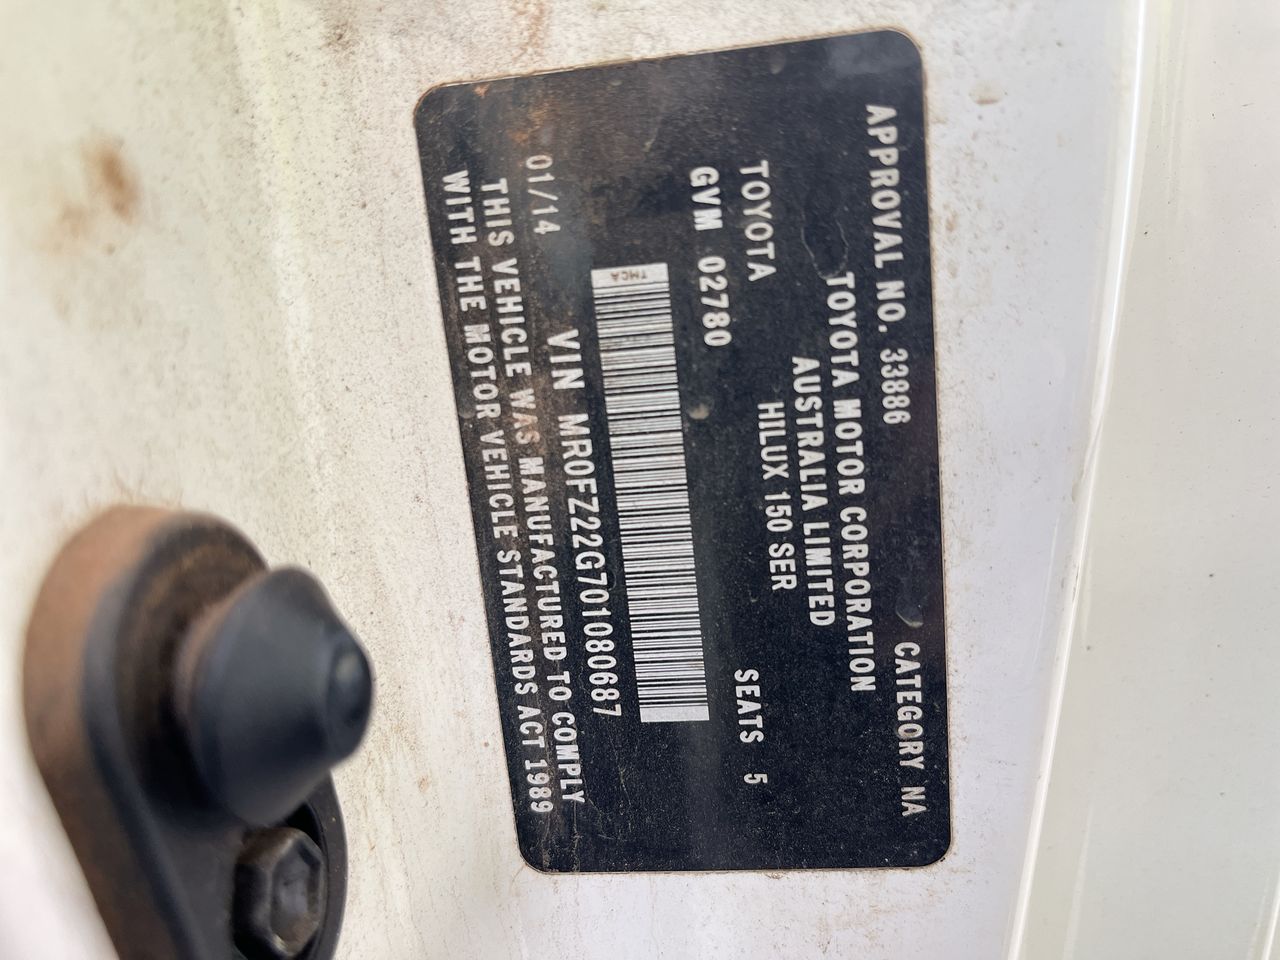 APPROVAL NO. 33886 CATEGORY NA
TOYOTA MOTOR CORPORATION
AUSTRALIA LIMITED
TOYOTA HILUX 150 SER SEATS 5
GVM 02780
TMCA
VIN MR0FZ22G701080687
01/14
THIS VEHICLE WAS MANUFACTURED TO COMPLY
WITH THE MOTOR VEHICLE STANDARDS ACT 1989